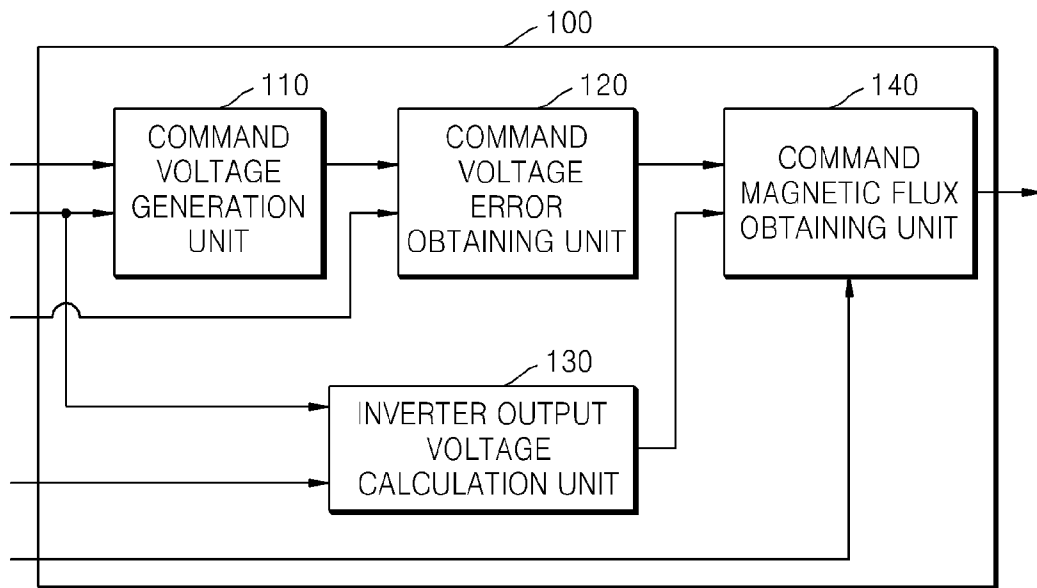 100
110
120
140
COMMAND
VOLTAGE
GENERATION
UNIT
COMMAND
VOLTAGE
ERROR
OBTAINING UNIT
COMMAND
MAGNETIC FLUX
OBTAINING UNIT
130
INVERTER OUTPUT
VOLTAGE
CALCULATION UNIT